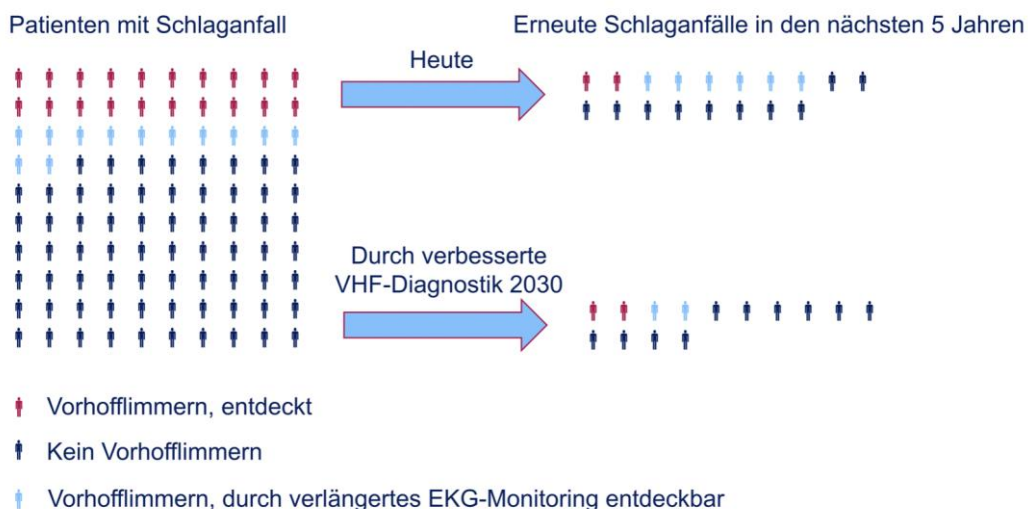 Patienten mit Schlaganfall
Erneute Schlaganfälle in den nächsten 5 Jahren
Heute
Durch verbesserte
VHF-Diagnostik 2030
Vorhofflimmern, entdeckt
Kein Vorhofflimmern
Vorhofflimmern, durch verlängertes EKG-Monitoring entdeckbar